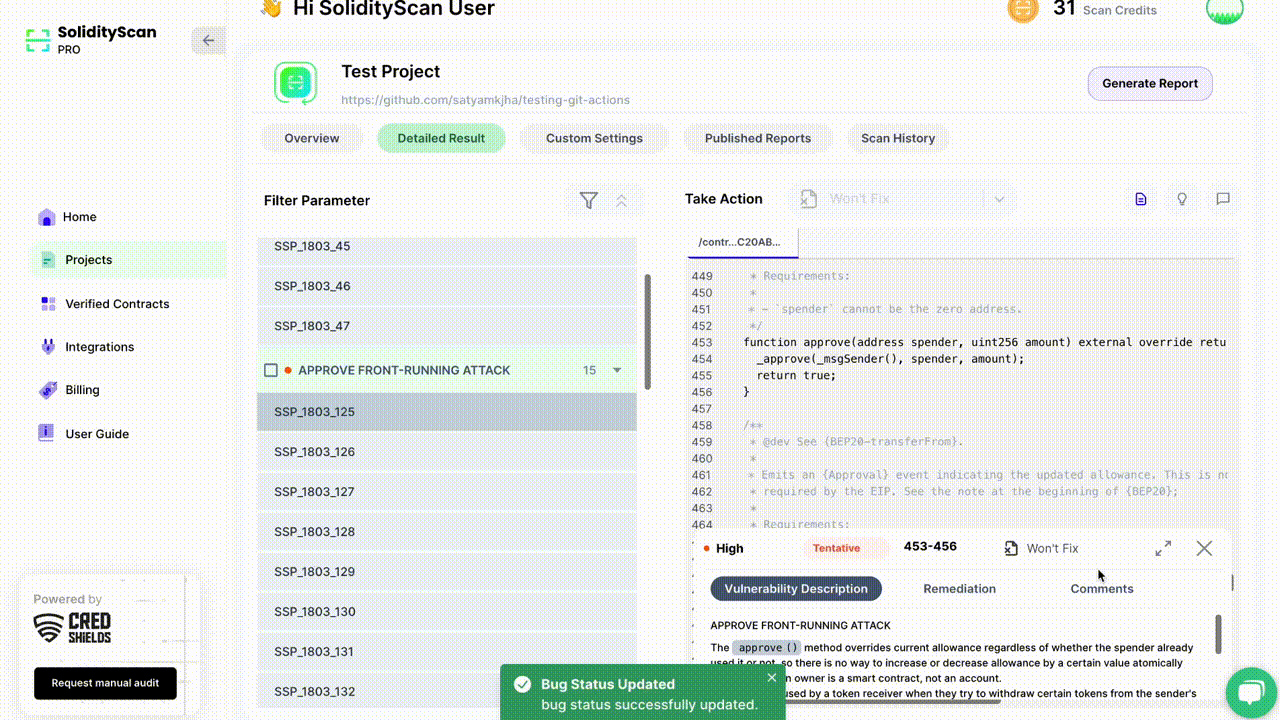 Hi SolidityScan User
31 Scan Credits
SolidityScan
PRO
Test Project
https://github.com/satyamkjha/testing-git-actions
Generate Report
Overview
Detailed Result
Custom Settings
Published Reports
Scan History
Home
Projects
Verified Contracts
Integrations
Billing
User Guide
Powered by
CRED
SHIELDS
Request manual audit
Filter Parameter
SSP_1803_45
SSP_1803_46
SSP_1803_47
APPROVE FRONT-RUNNING ATTACK 15
SSP_1803_125
SSP_1803_126
SSP_1803_127
SSP_1803_128
SSP_1803_129
SSP_1803_130
SSP_1803_131
SSP_1803_132
Take Action
Won't Fix
/contr...C20AB...
449 * Requirements:
450 *
451 * - `spender` cannot be the zero address.
452 */
453 function approve(address spender, uint256 amount) external override retu
454 _approve(_msgSender(), spender, amount);
455 return true;
456 }
457
458 /**
459 * @dev See {BEP20-transferFrom}.
460 *
461 * Emits an {Approval} event indicating the updated allowance. This is no
462 * required by the EIP. See the note at the beginning of {BEP20};
463 *
464 * Requirements:
High
Tentative
453-456
Won't Fix
Vulnerability Description
Remediation
Comments
APPROVE FRONT-RUNNING ATTACK
The approve () method overrides current allowance regardless of whether the spender already
used it or not, so there is no way to increase or decrease allowance by a certain value atomically
n owner is a smart contract, not an account.
used by a token receiver when they try to withdraw certain tokens from the sender's
Bug Status Updated
bug status successfully updated.